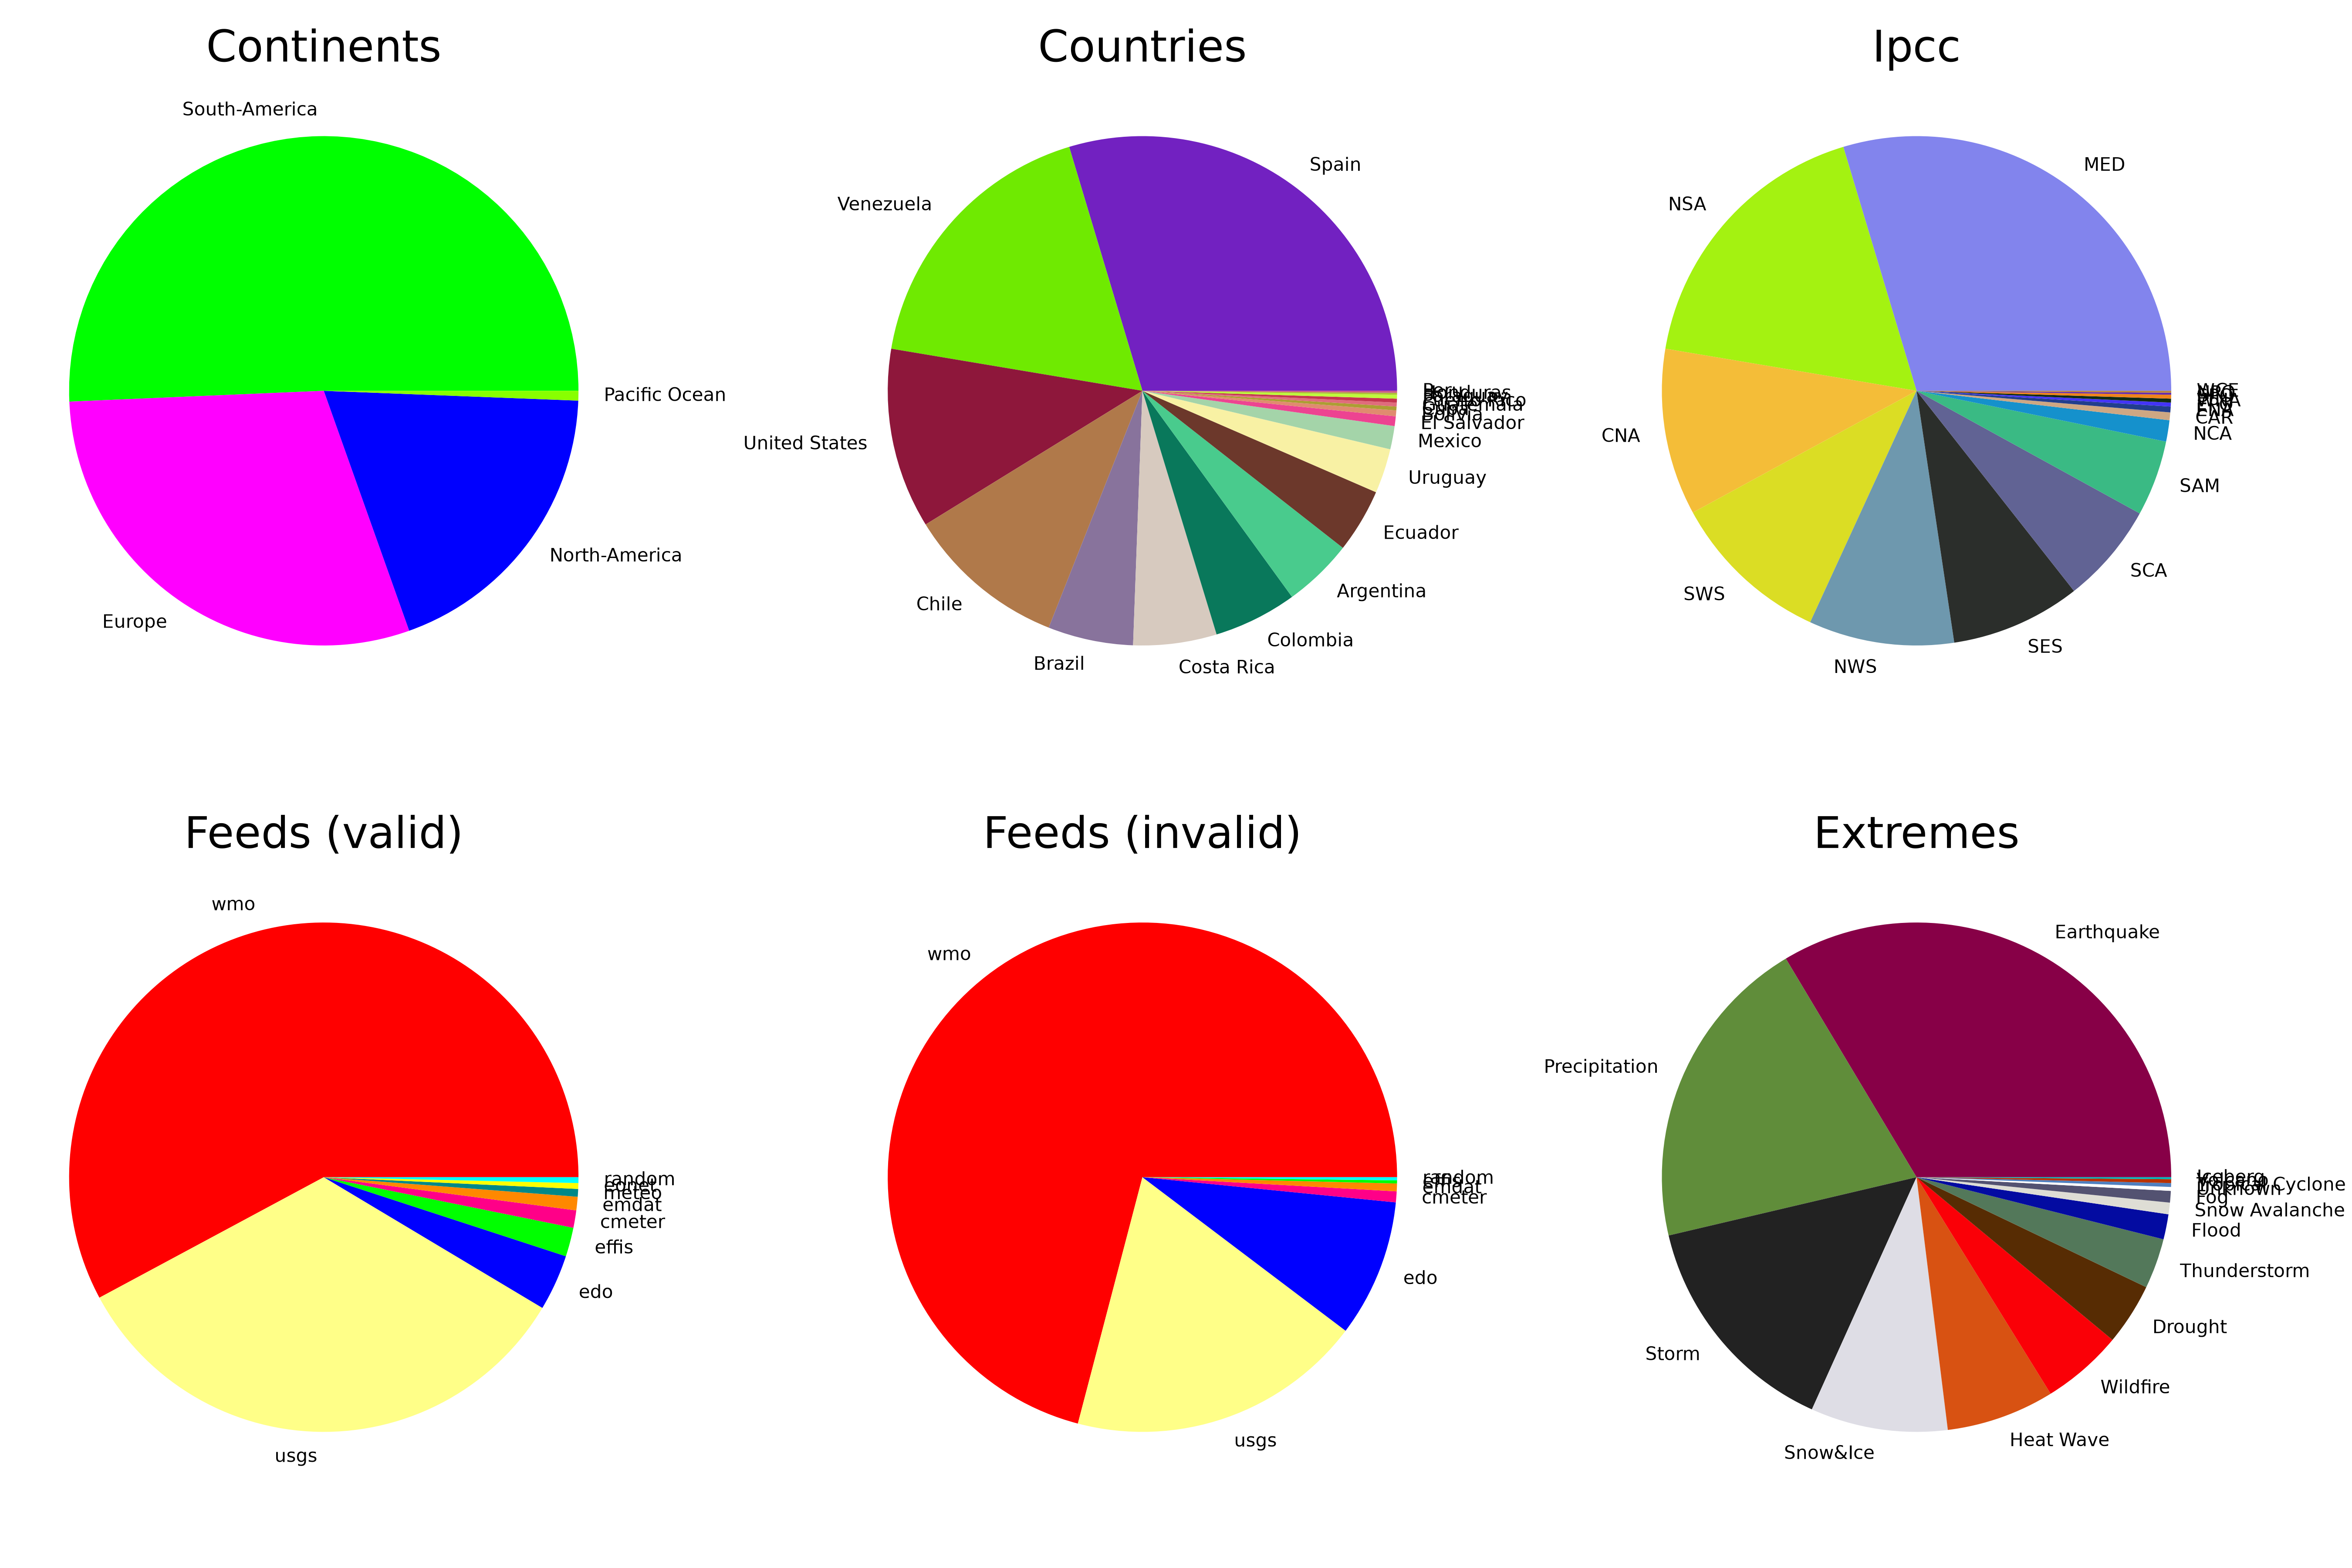 Continents
Countries
Ipcc
South-America
Pacific Ocean
North-America
Europe
Spain
Venezuela
United States
Chile
Brazil
Costa Rica
Colombia
Argentina
Ecuador
Uruguay
Mexico
El Salvador
MED
NSA
CNA
SWS
NWS
SES
SCA
SAM
NCA
CAR
Feeds (valid)
Feeds (invalid)
Extremes
wmo
random
meteo
emdat
cmeter
effis
edo
usgs
wmo
random
emdat
cmeter
edo
usgs
Earthquake
Precipitation
Storm
Snow&Ice
Heat Wave
Wildfire
Drought
Thunderstorm
Flood
Snow Avalanche
Fog
Unknown
Tropical Cyclone
Iceberg